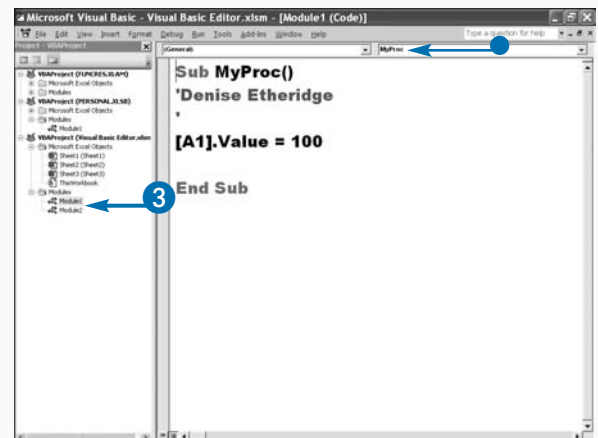 Microsoft Visual Basic - Visual Basic Editor.xlsm - [Module1 (Code)]
File Edit View Insert Format Debug Run Tools Add-Ins Window Help
Type a question for help
Project - VBAProject
(General)
MyProc
VBAProject (FUNCRES.XLAM)
Microsoft Excel Objects
Modules
VBAProject (PERSONAL.XLSB)
Microsoft Excel Objects
Modules
Module1
VBAProject (Visual Basic Editor.xlsm
Microsoft Excel Objects
Sheet1 (Sheet1)
Sheet2 (Sheet2)
Sheet3 (Sheet3)
ThisWorkbook
Modules
Module1
Module2
3
Sub MyProc()
'Denise Etheridge
'
[A1].Value = 100
End Sub